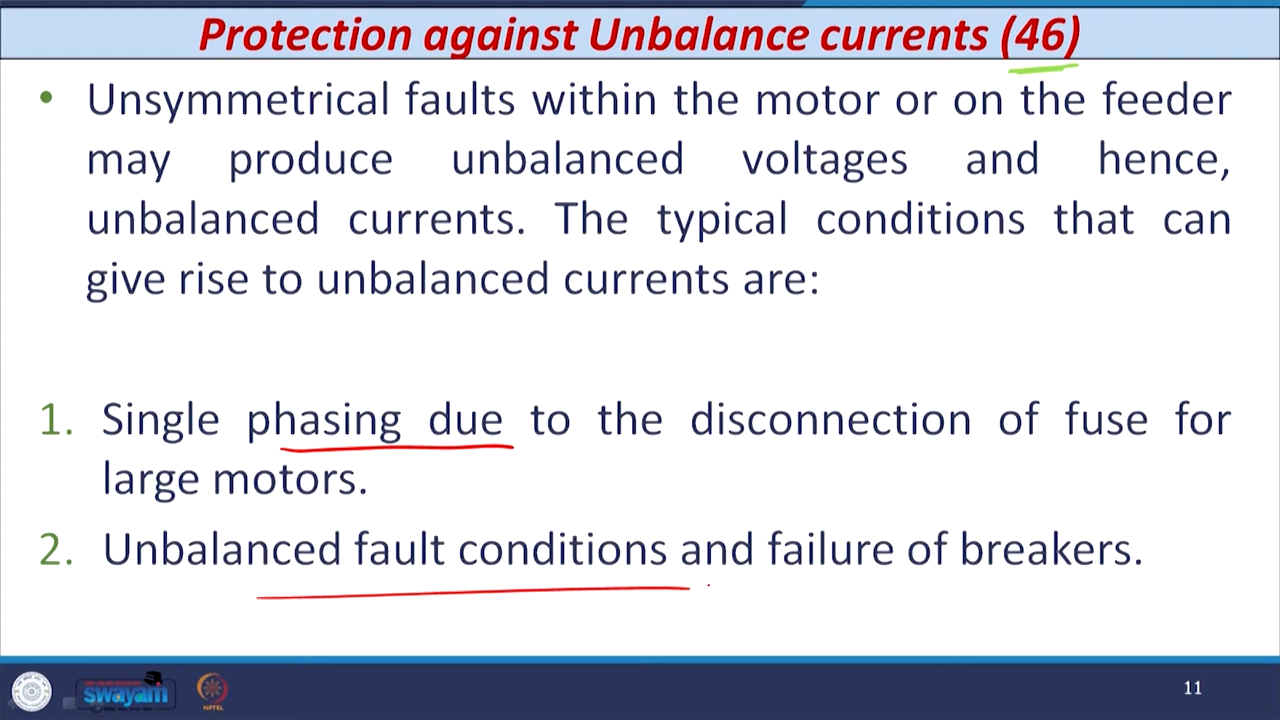 Protection against Unbalance currents (46)
• Unsymmetrical faults within the motor or on the feeder
may produce unbalanced voltages and hence,
unbalanced currents. The typical conditions that can
give rise to unbalanced currents are:
1. Single phasing due to the disconnection of fuse for
large motors.
2. Unbalanced fault conditions and failure of breakers.
swayam
NPTEL
11